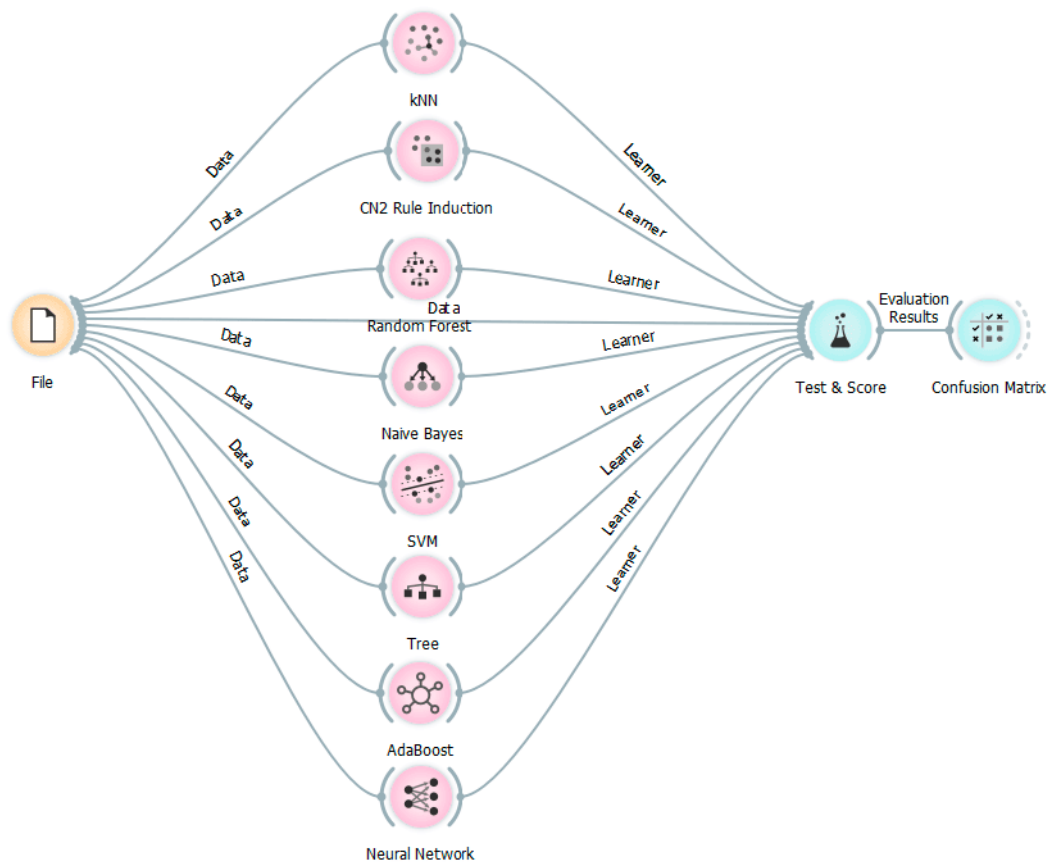 kNN
Data
Learner
CN2 Rule Induction
Data
Learner
Data
Learner
Data
Random Forest
Evaluation
Results
Data
Learner
File
Test & Score
Confusion Matrix
Data
Learner
Naive Bayes
Data
Learner
Data
Learner
SVM
Data
Learner
Tree
AdaBoost
Neural Network